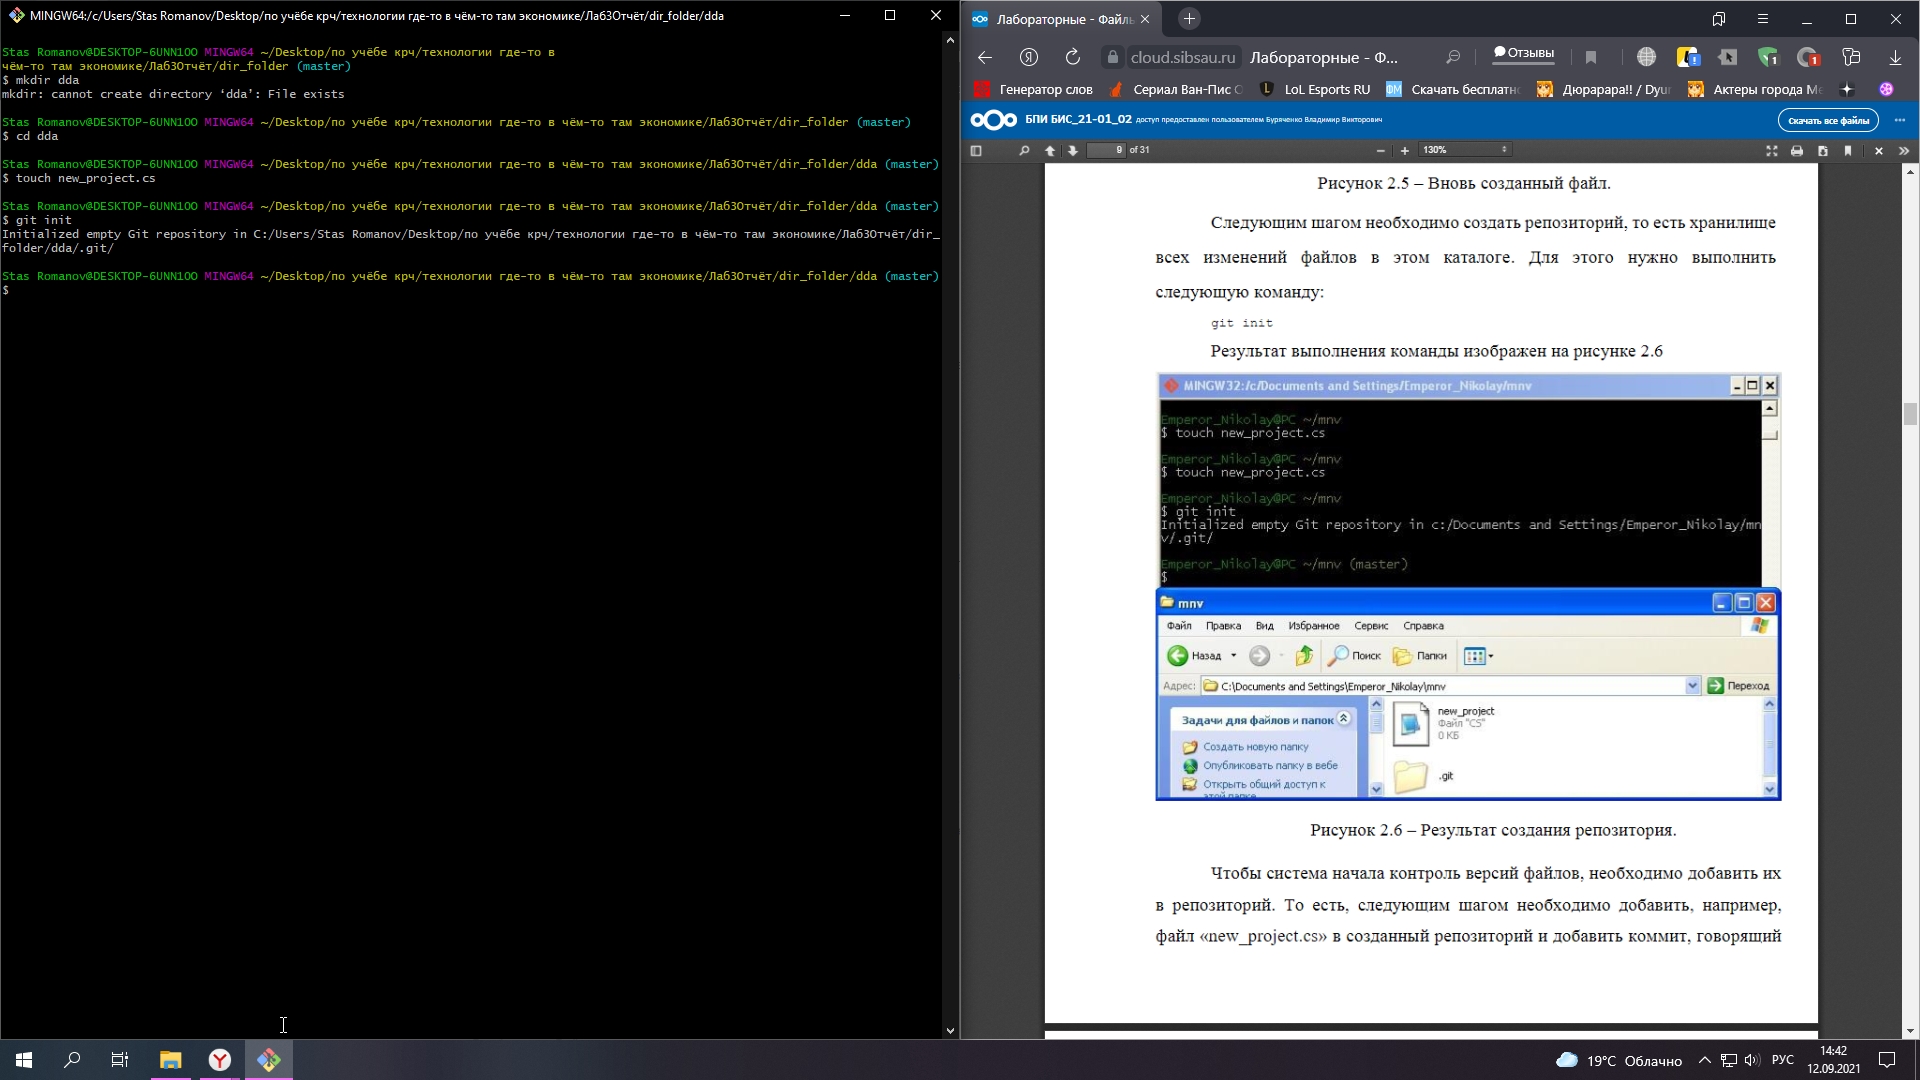 MINGW64:/c/Users/Stas Romanov/Desktop/по учёбе крч/технологии где-то в чём-то там экономике/Лаб3Отчёт/dir_folder/dda
Stas Romanov@DESKTOP-6UNN1OO MINGW64 ~/Desktop/по учёбе крч/технологии где-то в
чём-то там экономике/Лаб3Отчёт/dir_folder (master)
$ mkdir dda
mkdir: cannot create directory ‘dda’: File exists
Stas Romanov@DESKTOP-6UNN1OO MINGW64 ~/Desktop/по учёбе крч/технологии где-то в чём-то там экономике/Лаб3Отчёт/dir_folder (master)
$ cd dda
Stas Romanov@DESKTOP-6UNN1OO MINGW64 ~/Desktop/по учёбе крч/технологии где-то в чём-то там экономике/Лаб3Отчёт/dir_folder/dda (master)
$ touch new_project.cs
Stas Romanov@DESKTOP-6UNN1OO MINGW64 ~/Desktop/по учёбе крч/технологии где-то в чём-то там экономике/Лаб3Отчёт/dir_folder/dda (master)
$ git init
Initialized empty Git repository in C:/Users/Stas Romanov/Desktop/по учёбе крч/технологии где-то в чём-то там экономике/Лаб3Отчёт/dir_
folder/dda/.git/
Stas Romanov@DESKTOP-6UNN1OO MINGW64 ~/Desktop/по учёбе крч/технологии где-то в чём-то там экономике/Лаб3Отчёт/dir_folder/dda (master)
$
Лабораторные - Файль
cloud.sibsau.ru Лабораторные - Ф... Отзывы
Генератор слов Сериал Ван-Пис LoL Esports RU Скачать бесплатн Дюрарара!! / Dyur Актеры города М
БПИ БИС_21-01_02 доступ предоставлен пользователем Буряченко Владимир Викторович Скачать все файлы
9 of 31 130%
Рисунок 2.5 – Вновь созданный файл.
Следующим шагом необходимо создать репозиторий, то есть хранилище
всех изменений файлов в этом каталоге. Для этого нужно выполнить
следующую команду:
git init
Результат выполнения команды изображен на рисунке 2.6
MINGW32:/c/Documents and Settings/Emperor_Nikolay/mnv
Emperor_Nikolay@PC ~/mnv
$ touch new_project.cs
Emperor_Nikolay@PC ~/mnv
$ touch new_project.cs
Emperor_Nikolay@PC ~/mnv
$ git init
Initialized empty Git repository in c:/Documents and Settings/Emperor_Nikolay/mn
v/.git/
Emperor_Nikolay@PC ~/mnv (master)
$
mnv
Файл Правка Вид Избранное Сервис Справка
Назад Поиск Папки
Адрес: C:\Documents and Settings\Emperor_Nikolay\mnv Переход
Задачи для файлов и папок
Создать новую папку
Опубликовать папку в вебе
Открыть общий доступ к
этой папке
new_project
Файл "CS"
0 КБ
.git
Рисунок 2.6 – Результат создания репозитория.
Чтобы система начала контроль версий файлов, необходимо добавить их
в репозиторий. То есть, следующим шагом необходимо добавить, например,
файл «new_project.cs» в созданный репозиторий и добавить коммит, говорящий
19°C Облачно РУС 14:42
12.09.2021